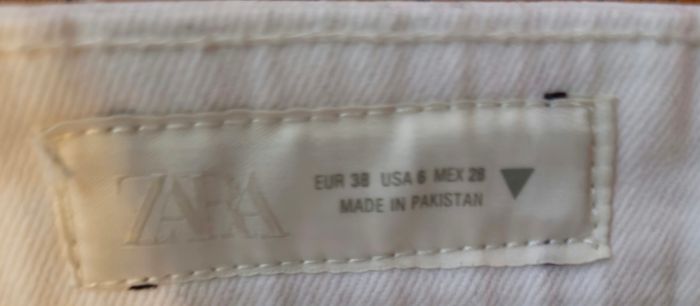 ZARA
EUR 38 USA 6 MEX 28
MADE IN PAKISTAN